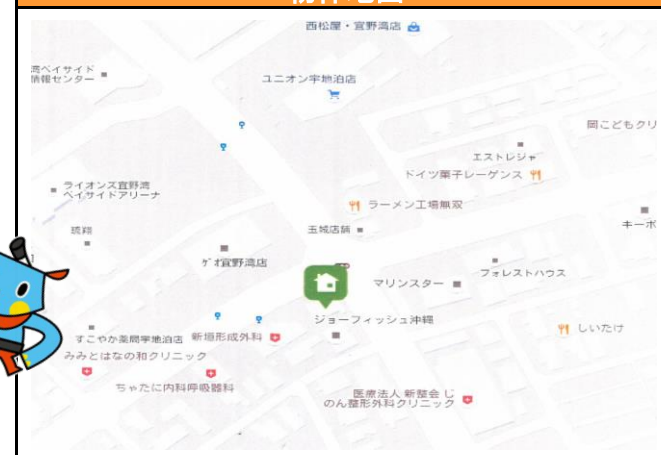 物件地図
西松屋・宜野湾店
湾ベイサイド
情報センター
ユニオン宇地泊店
岡こどもクリ
エストレジャ
ドイツ菓子レーゲンス
ライオンズ宜野湾
ベイサイドアリーナ
ラーメン工場無双
琉翔
玉城店舗
キーポ
ゲオ宜野湾店
フォレストハウス
マリンスター
ジョーフィッシュ沖縄
しいたけ
すこやか薬局宇地泊店
新垣形成外科
みみとはなの和クリニック
ちゃたに内科呼吸器科
医療法人 新整会 じ
のん整形外科クリニック